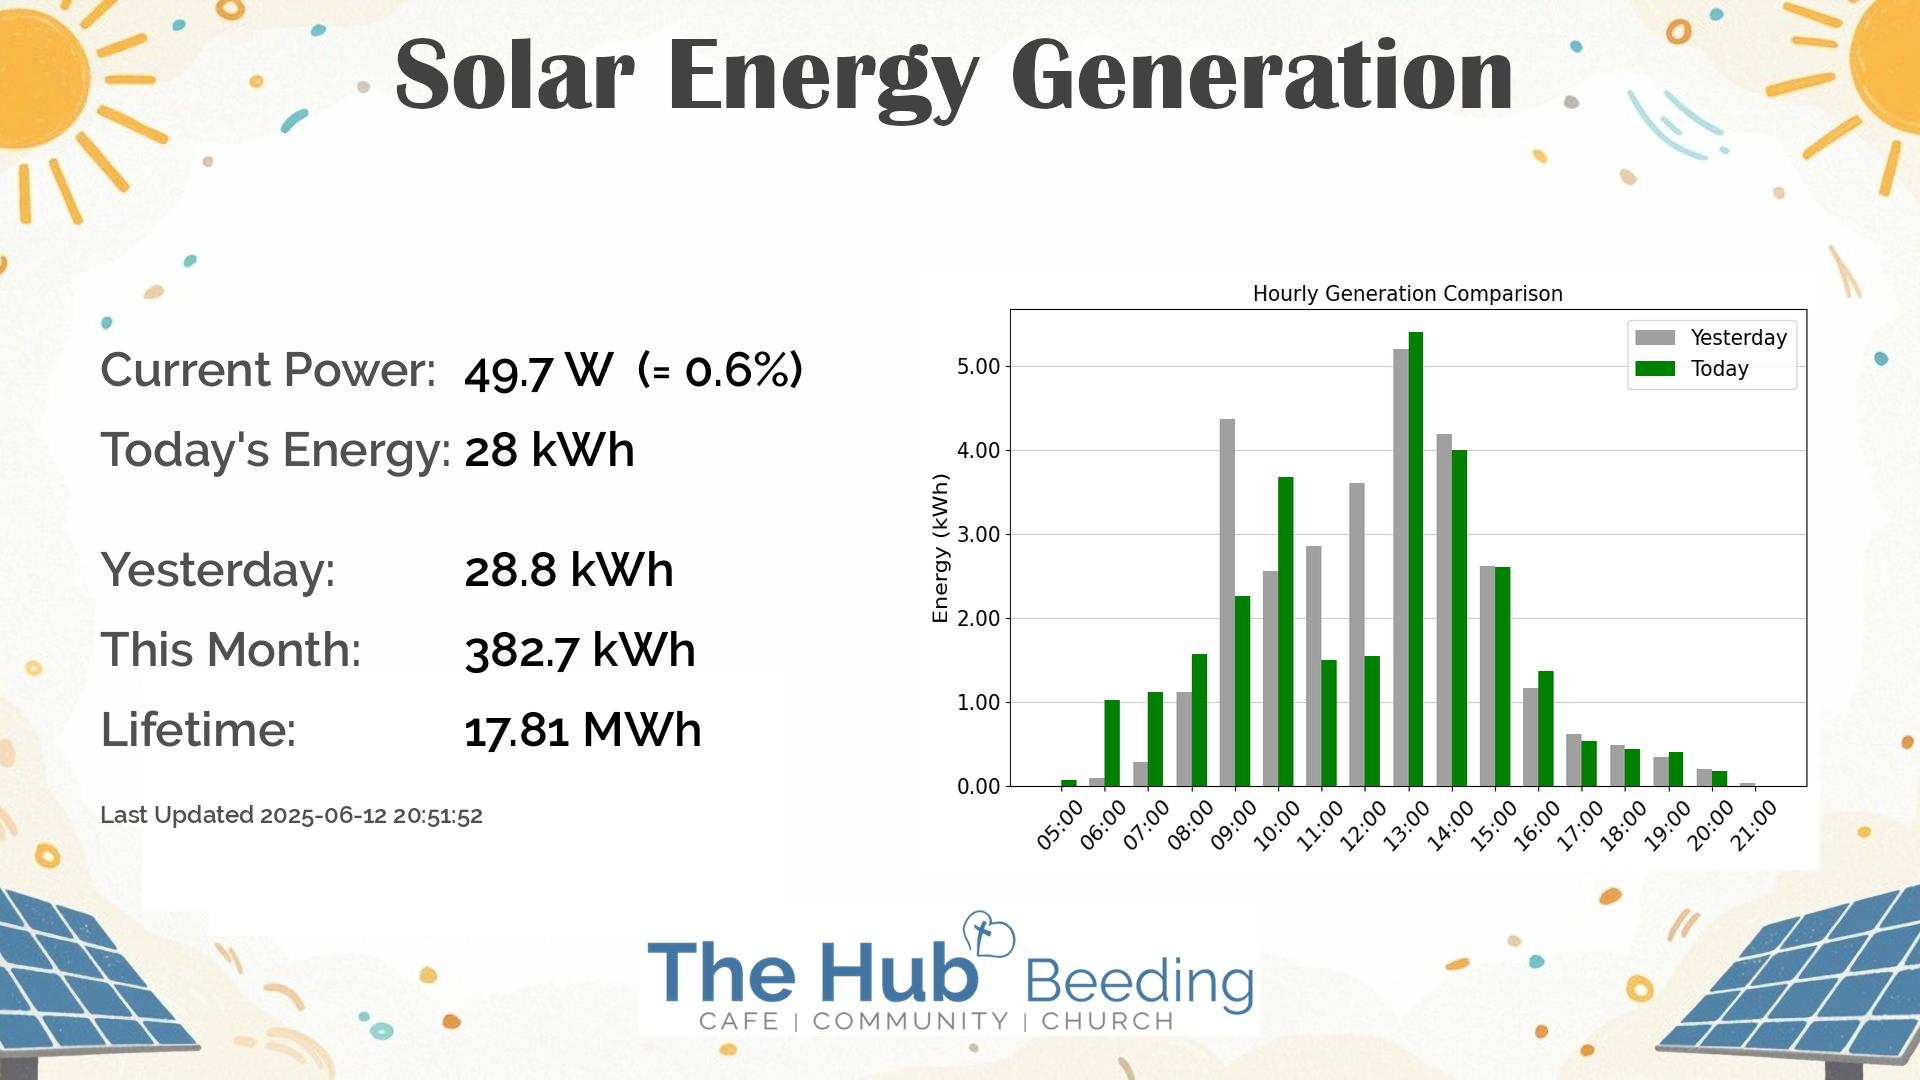 Solar Energy Generation
Current Power: 49.7 W (= 0.6%)
Today's Energy: 28 kWh
Yesterday: 28.8 kWh
This Month: 382.7 kWh
Lifetime: 17.81 MWh
Last Updated 2025-06-12 20:51:52
Hourly Generation Comparison
Yesterday
Today
Energy (kWh)
5.00
4.00
3.00
2.00
1.00
0.00
05:00 06:00 07:00 08:00 09:00 10:00 11:00 12:00 13:00 14:00 15:00 16:00 17:00 18:00 19:00 20:00 21:00
The Hub Beeding
CAFE | COMMUNITY | CHURCH